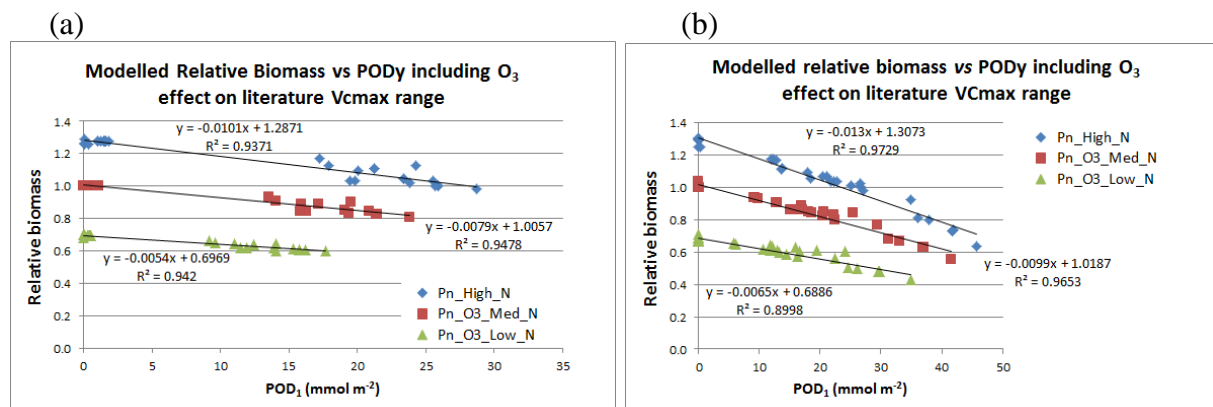 (a)
Modelled Relative Biomass vs PODy including O₃
effect on literature Vcmax range
Relative biomass
1.4
1.2
1.0
0.8
0.6
0.4
0.2
0.0
y = -0.0101x + 1.2871
R² = 0.9371
y = -0.0079x + 1.0057
R² = 0.9478
y = -0.0054x + 0.6969
R² = 0.942
Pn_High_N
Pn_O3_Med_N
Pn_O3_Low_N
0 5 10 15 20 25 30 35
POD₁ (mmol m⁻²)
(b)
Modelled relative biomass vs PODy including O₃
effect on literature VCmax range
Relative biomass
1.4
1.2
1.0
0.8
0.6
0.4
0.2
0.0
y = -0.013x + 1.3073
R² = 0.9729
Pn_High_N
Pn_O3_Med_N
Pn_O3_Low_N
y = -0.0099x + 1.0187
R² = 0.9653
y = -0.0065x + 0.6886
R² = 0.8998
0 10 20 30 40 50
POD₁ (mmol m⁻²)